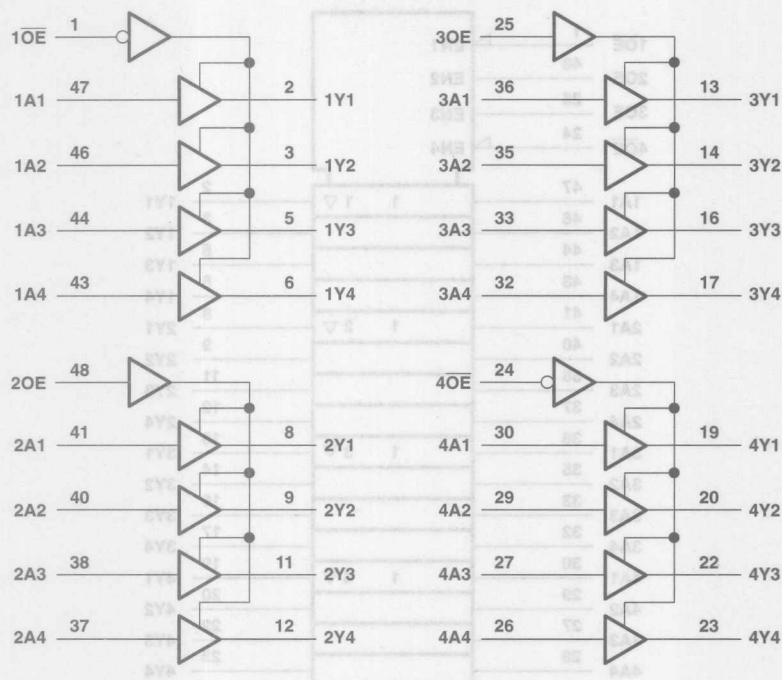 1O̅E̅ 1
1A1 47 2 1Y1
1A2 46 3 1Y2
1A3 44 5 1Y3
1A4 43 6 1Y4
2OE 48
2A1 41 8 2Y1
2A2 40 9 2Y2
2A3 38 11 2Y3
2A4 37 12 2Y4
3OE 25
3A1 36 13 3Y1
3A2 35 14 3Y2
3A3 33 16 3Y3
3A4 32 17 3Y4
4O̅E̅ 24
4A1 30 19 4Y1
4A2 29 20 4Y2
4A3 27 22 4Y3
4A4 26 23 4Y4